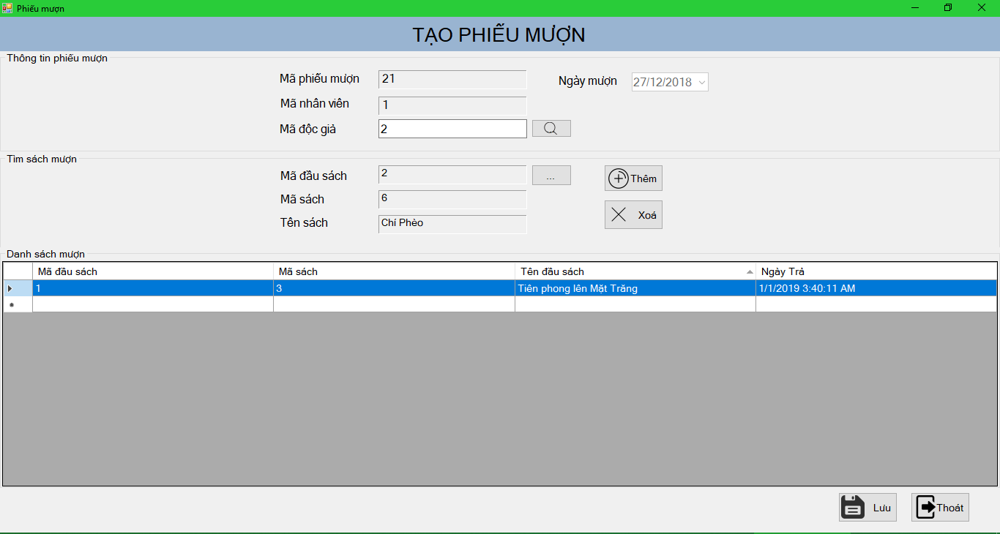 Phiếu mượn
TẠO PHIẾU MƯỢN
Thông tin phiếu mượn
Mã phiếu mượn 21 Ngày mượn 27/12/2018
Mã nhân viên 1
Mã độc giả 2
Tìm sách mượn
Mã đầu sách 2 ... Thêm
Mã sách 6
Xoá
Tên sách Chí Phèo
Danh sách mượn
Mã đầu sách Mã sách Tên đầu sách Ngày Trả
1 3 Tiên phong lên Mặt Trăng 1/1/2019 3:40:11 AM
Lưu Thoát